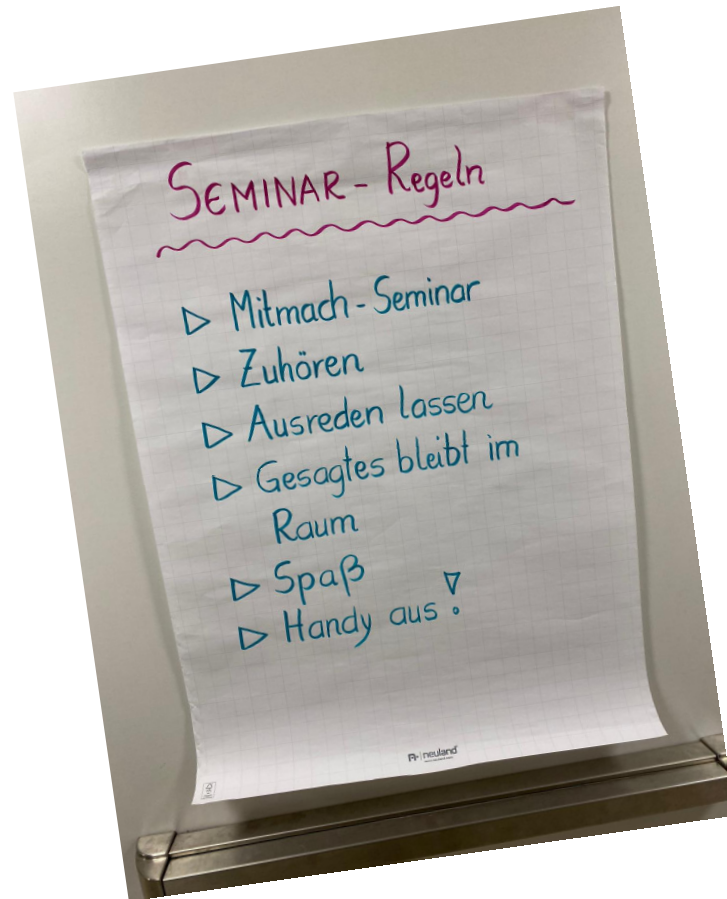 SEMINAR - Regeln
▷ Mitmach - Seminar
▷ Zuhören
▷ Ausreden lassen
▷ Gesagtes bleibt im
Raum
▷ Spaß
▷ Handy aus!
neuland